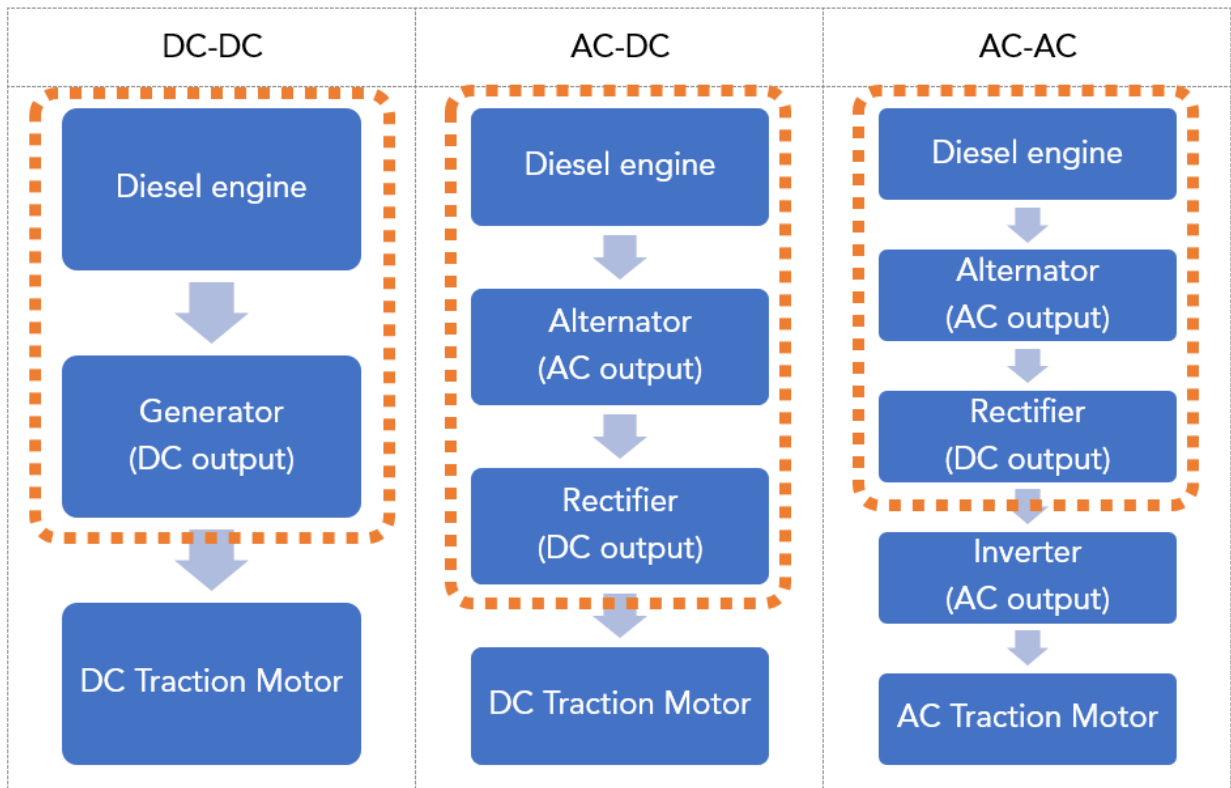 DC-DC
AC-DC
AC-AC
Diesel engine
Generator
(DC output)
DC Traction Motor
Diesel engine
Alternator
(AC output)
Rectifier
(DC output)
DC Traction Motor
Diesel engine
Alternator
(AC output)
Rectifier
(DC output)
Inverter
(AC output)
AC Traction Motor